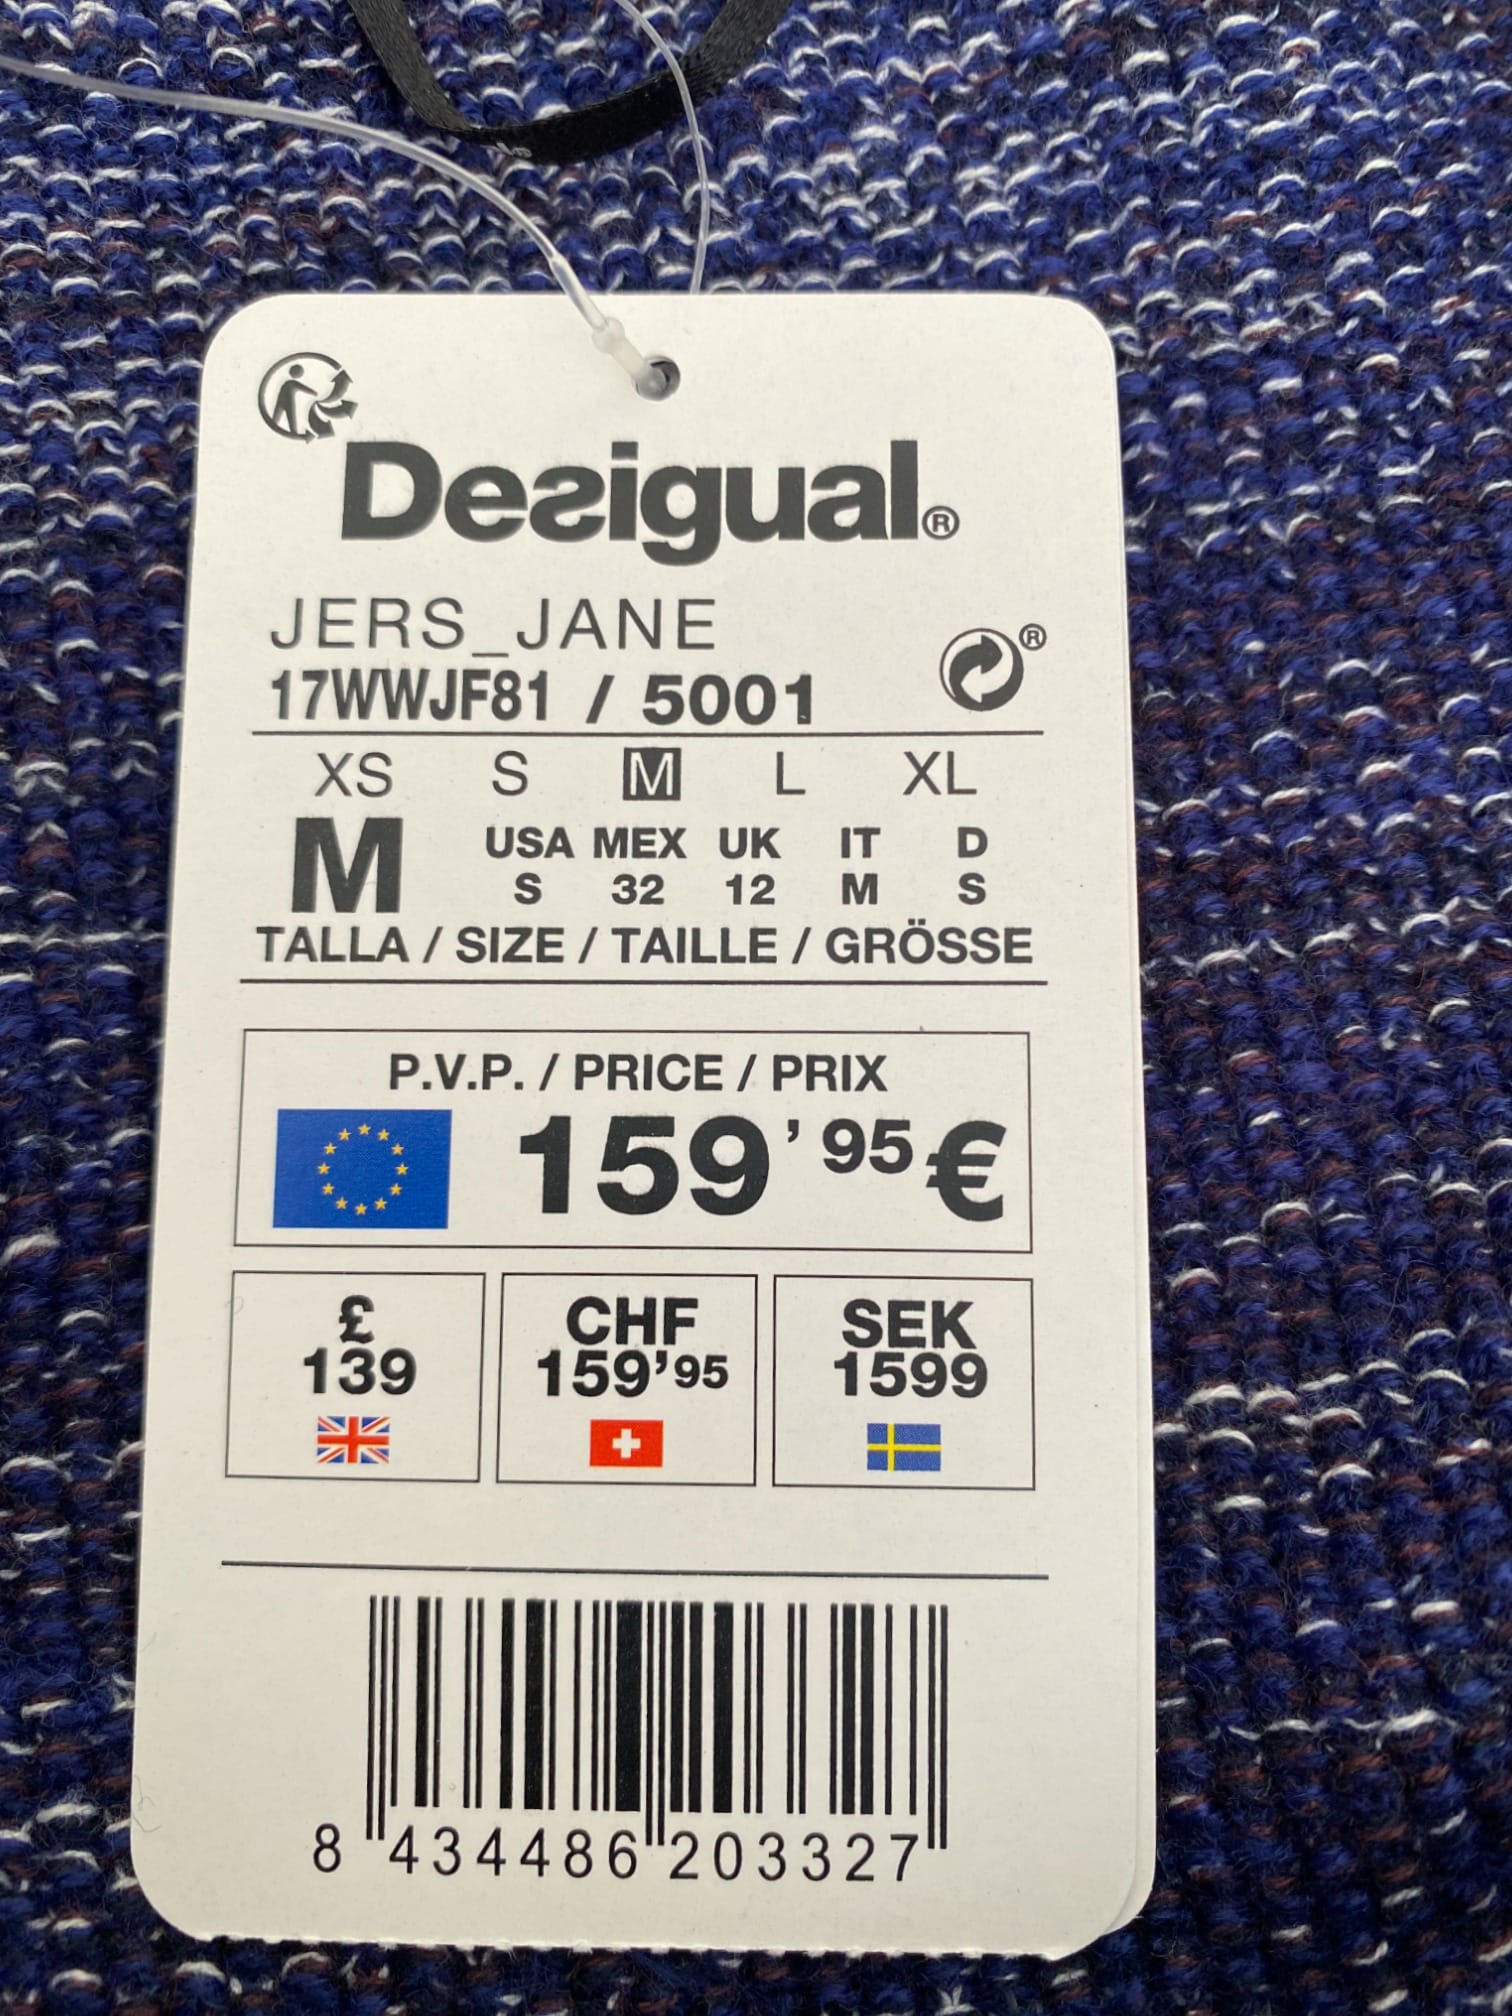 Desigual®
JERS_JANE
17WWJF81 / 5001
®
XS S M L XL
M
USA MEX UK IT D
S 32 12 M S
TALLA / SIZE / TAILLE / GRÖSSE
P.V.P. / PRICE / PRIX
159'95€
£ CHF SEK
139 159'95 1599
8 434486 203327